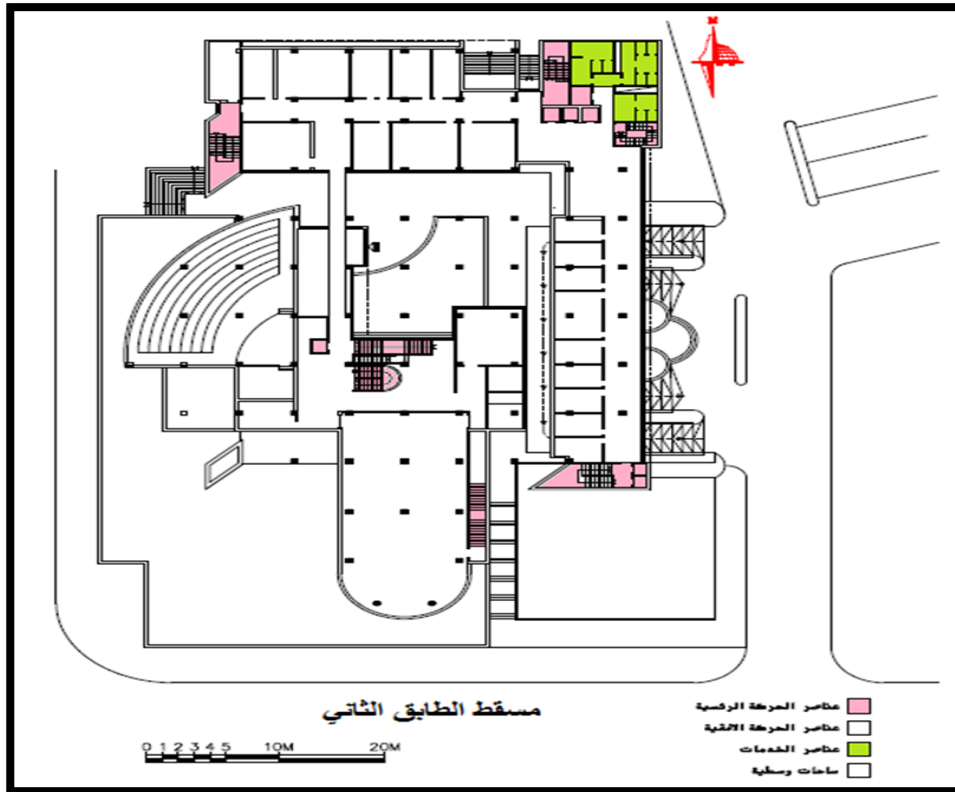 مسقط الطابق الثاني
0 1 2 3 4 5 10M 20M
عناصر الحركة الرئسية
عناصر الحركة الافقية
عناصر الخدمات
ساحات وسطية